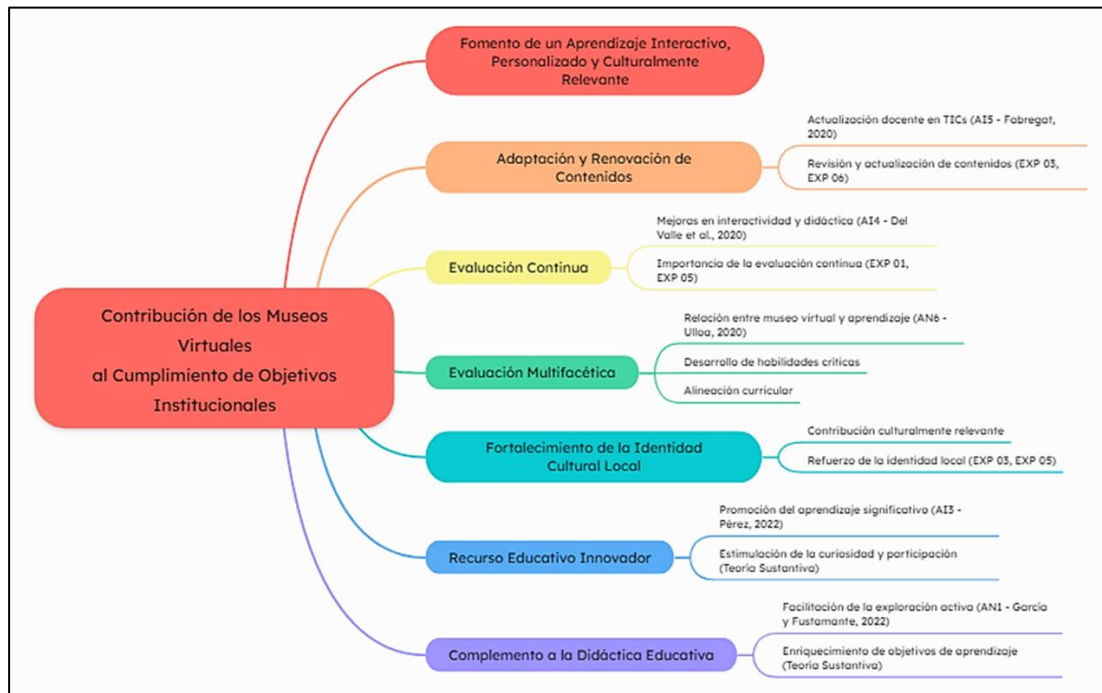 Fomento de un Aprendizaje Interactivo,
Personalizado y Culturalmente
Relevante
Adaptación y Renovación de
Contenidos
Actualización docente en TICs (AI5 - Fabregat,
2020)
Revisión y actualización de contenidos (EXP 03,
EXP 06)
Evaluación Continua
Mejoras en interactividad y didáctica (AI4 - Del
Valle et al., 2020)
Importancia de la evaluación continua (EXP 01,
EXP 05)
Contribución de los Museos
Virtuales
al Cumplimiento de Objetivos
Institucionales
Evaluación Multifacética
Relación entre museo virtual y aprendizaje (AN6 -
Ulloa, 2020)
Desarrollo de habilidades críticas
Alineación curricular
Fortalecimiento de la Identidad
Cultural Local
Contribución culturalmente relevante
Refuerzo de la identidad local (EXP 03, EXP 05)
Recurso Educativo Innovador
Promoción del aprendizaje significativo (AI3 -
Pérez, 2022)
Estimulación de la curiosidad y participación
(Teoría Sustantiva)
Complemento a la Didáctica Educativa
Facilitación de la exploración activa (AN1 - García
y Fustamante, 2022)
Enriquecimiento de objetivos de aprendizaje
(Teoría Sustantiva)